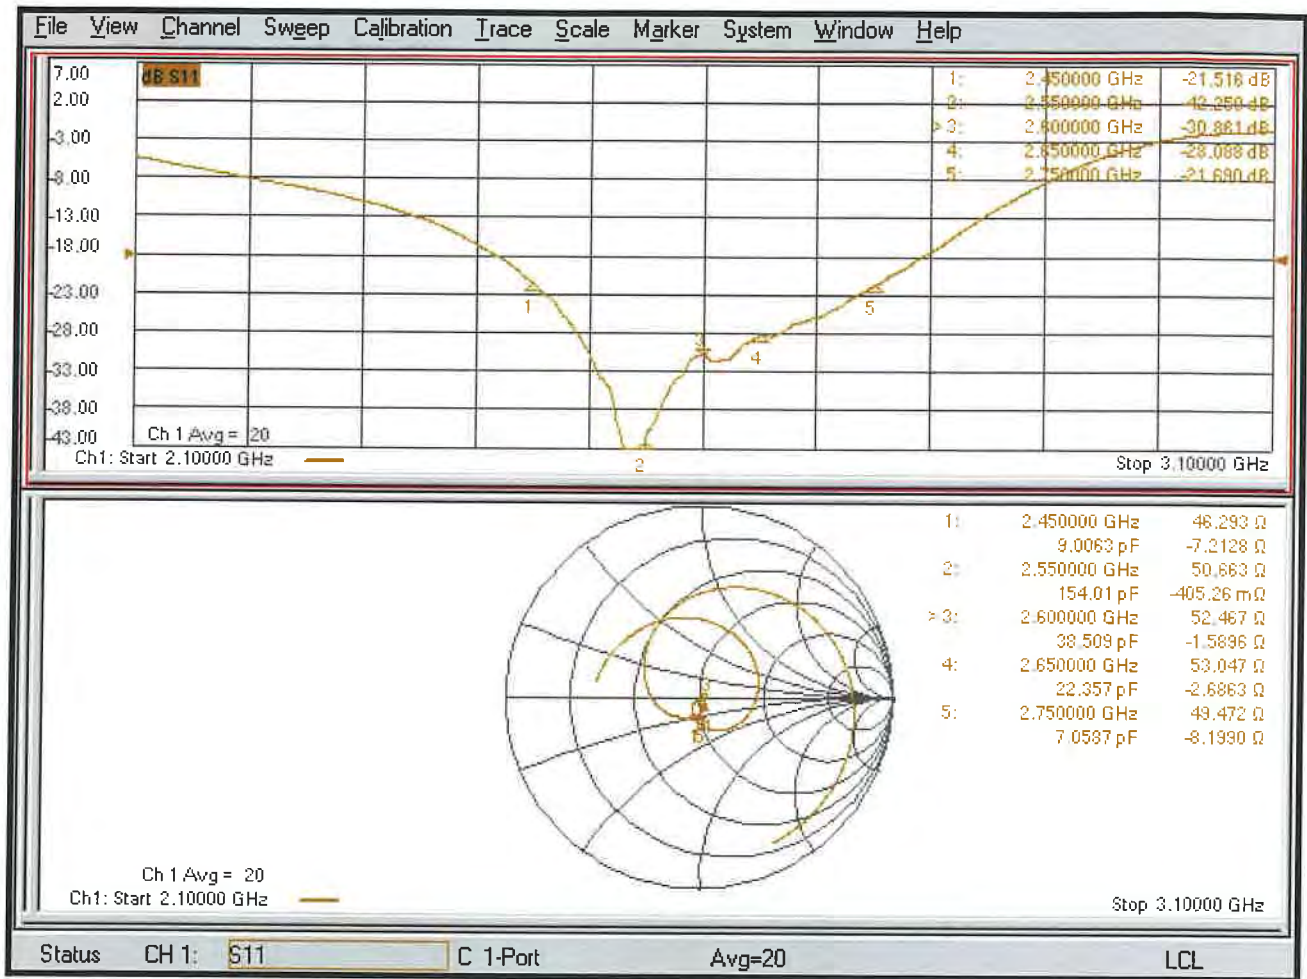 File View Channel Sweep Calibration Trace Scale Marker System Window Help
7.00
2.00
-3.00
-8.00
-13.00
-18.00
-23.00
-28.00
-33.00
-38.00
-43.00
dB S11
1: 2.450000 GHz -21.516 dB
2: 2.550000 GHz -42.250 dB
> 3: 2.600000 GHz -30.861 dB
4: 2.650000 GHz -28.088 dB
5: 2.750000 GHz -21.690 dB
1
2
3
4
5
Ch 1 Avg = 20
Ch1: Start 2.10000 GHz
Stop 3.10000 GHz
1: 2.450000 GHz 46.293 Ω
9.0063 pF -7.2128 Ω
2: 2.550000 GHz 50.663 Ω
154.01 pF -405.26 mΩ
> 3: 2.600000 GHz 52.467 Ω
38.509 pF -1.5896 Ω
4: 2.650000 GHz 53.047 Ω
22.357 pF -2.6863 Ω
5: 2.750000 GHz 49.472 Ω
7.0587 pF -8.1990 Ω
Ch 1 Avg = 20
Ch1: Start 2.10000 GHz
Stop 3.10000 GHz
Status CH 1: S11 C 1-Port Avg=20 LCL